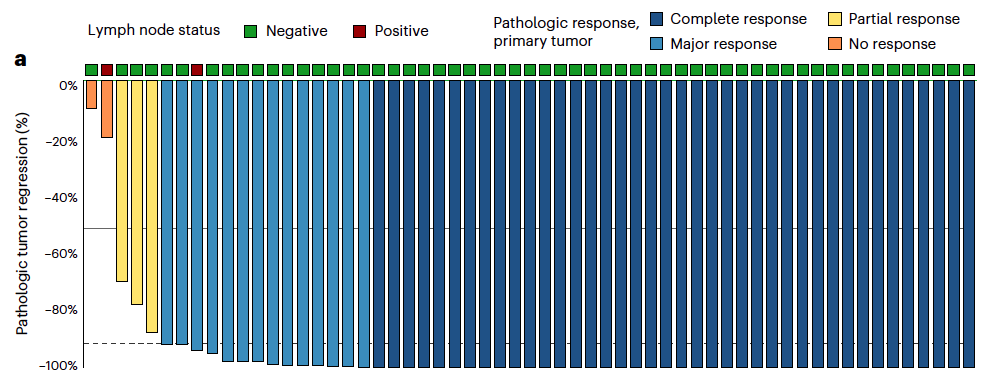 Lymph node status Negative Positive
Pathologic response,
primary tumor
Complete response Partial response
Major response No response
a
Pathologic tumor regression (%)
0%
–20%
–40%
–60%
–80%
–100%